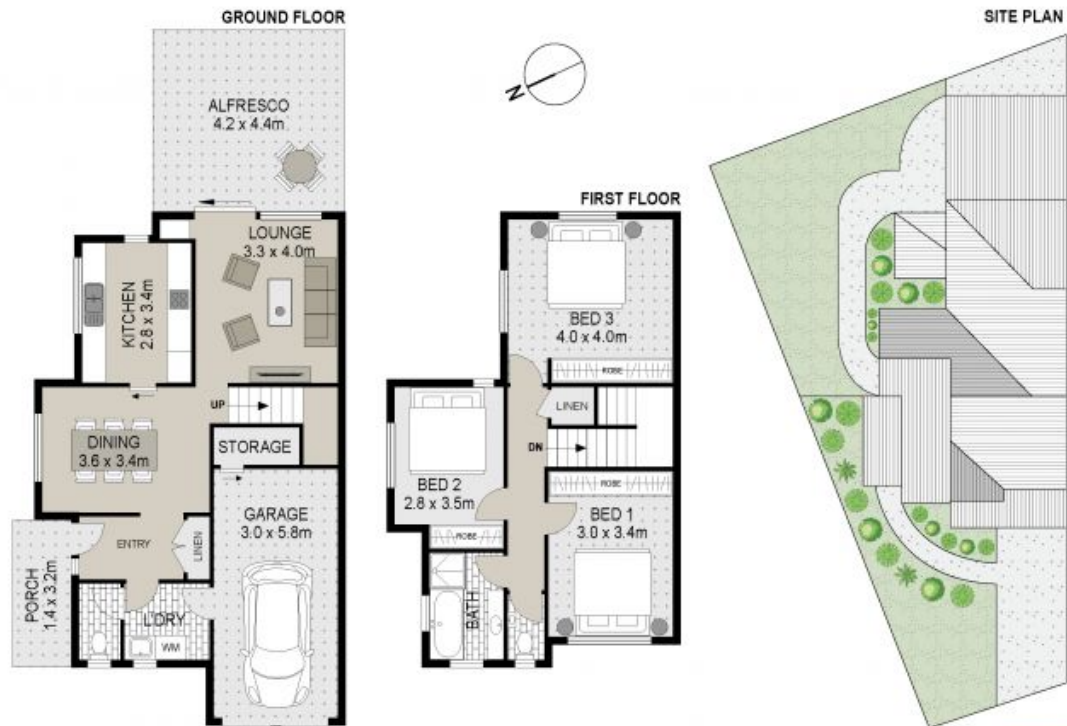 GROUND FLOOR
ALFRESCO
4.2 x 4.4m
LOUNGE
3.3 x 4.0m
KITCHEN
2.8 x 3.4m
UP
DINING
3.6 x 3.4m
STORAGE
GARAGE
3.0 x 5.8m
ENTRY
LINEN
PORCH
1.4 x 3.2m
L'DRY
WM
N
FIRST FLOOR
BED 3
4.0 x 4.0m
ROBE
LINEN
DN
BED 2
2.8 x 3.5m
ROBE
ROBE
BED 1
3.0 x 3.4m
BATH
SITE PLAN